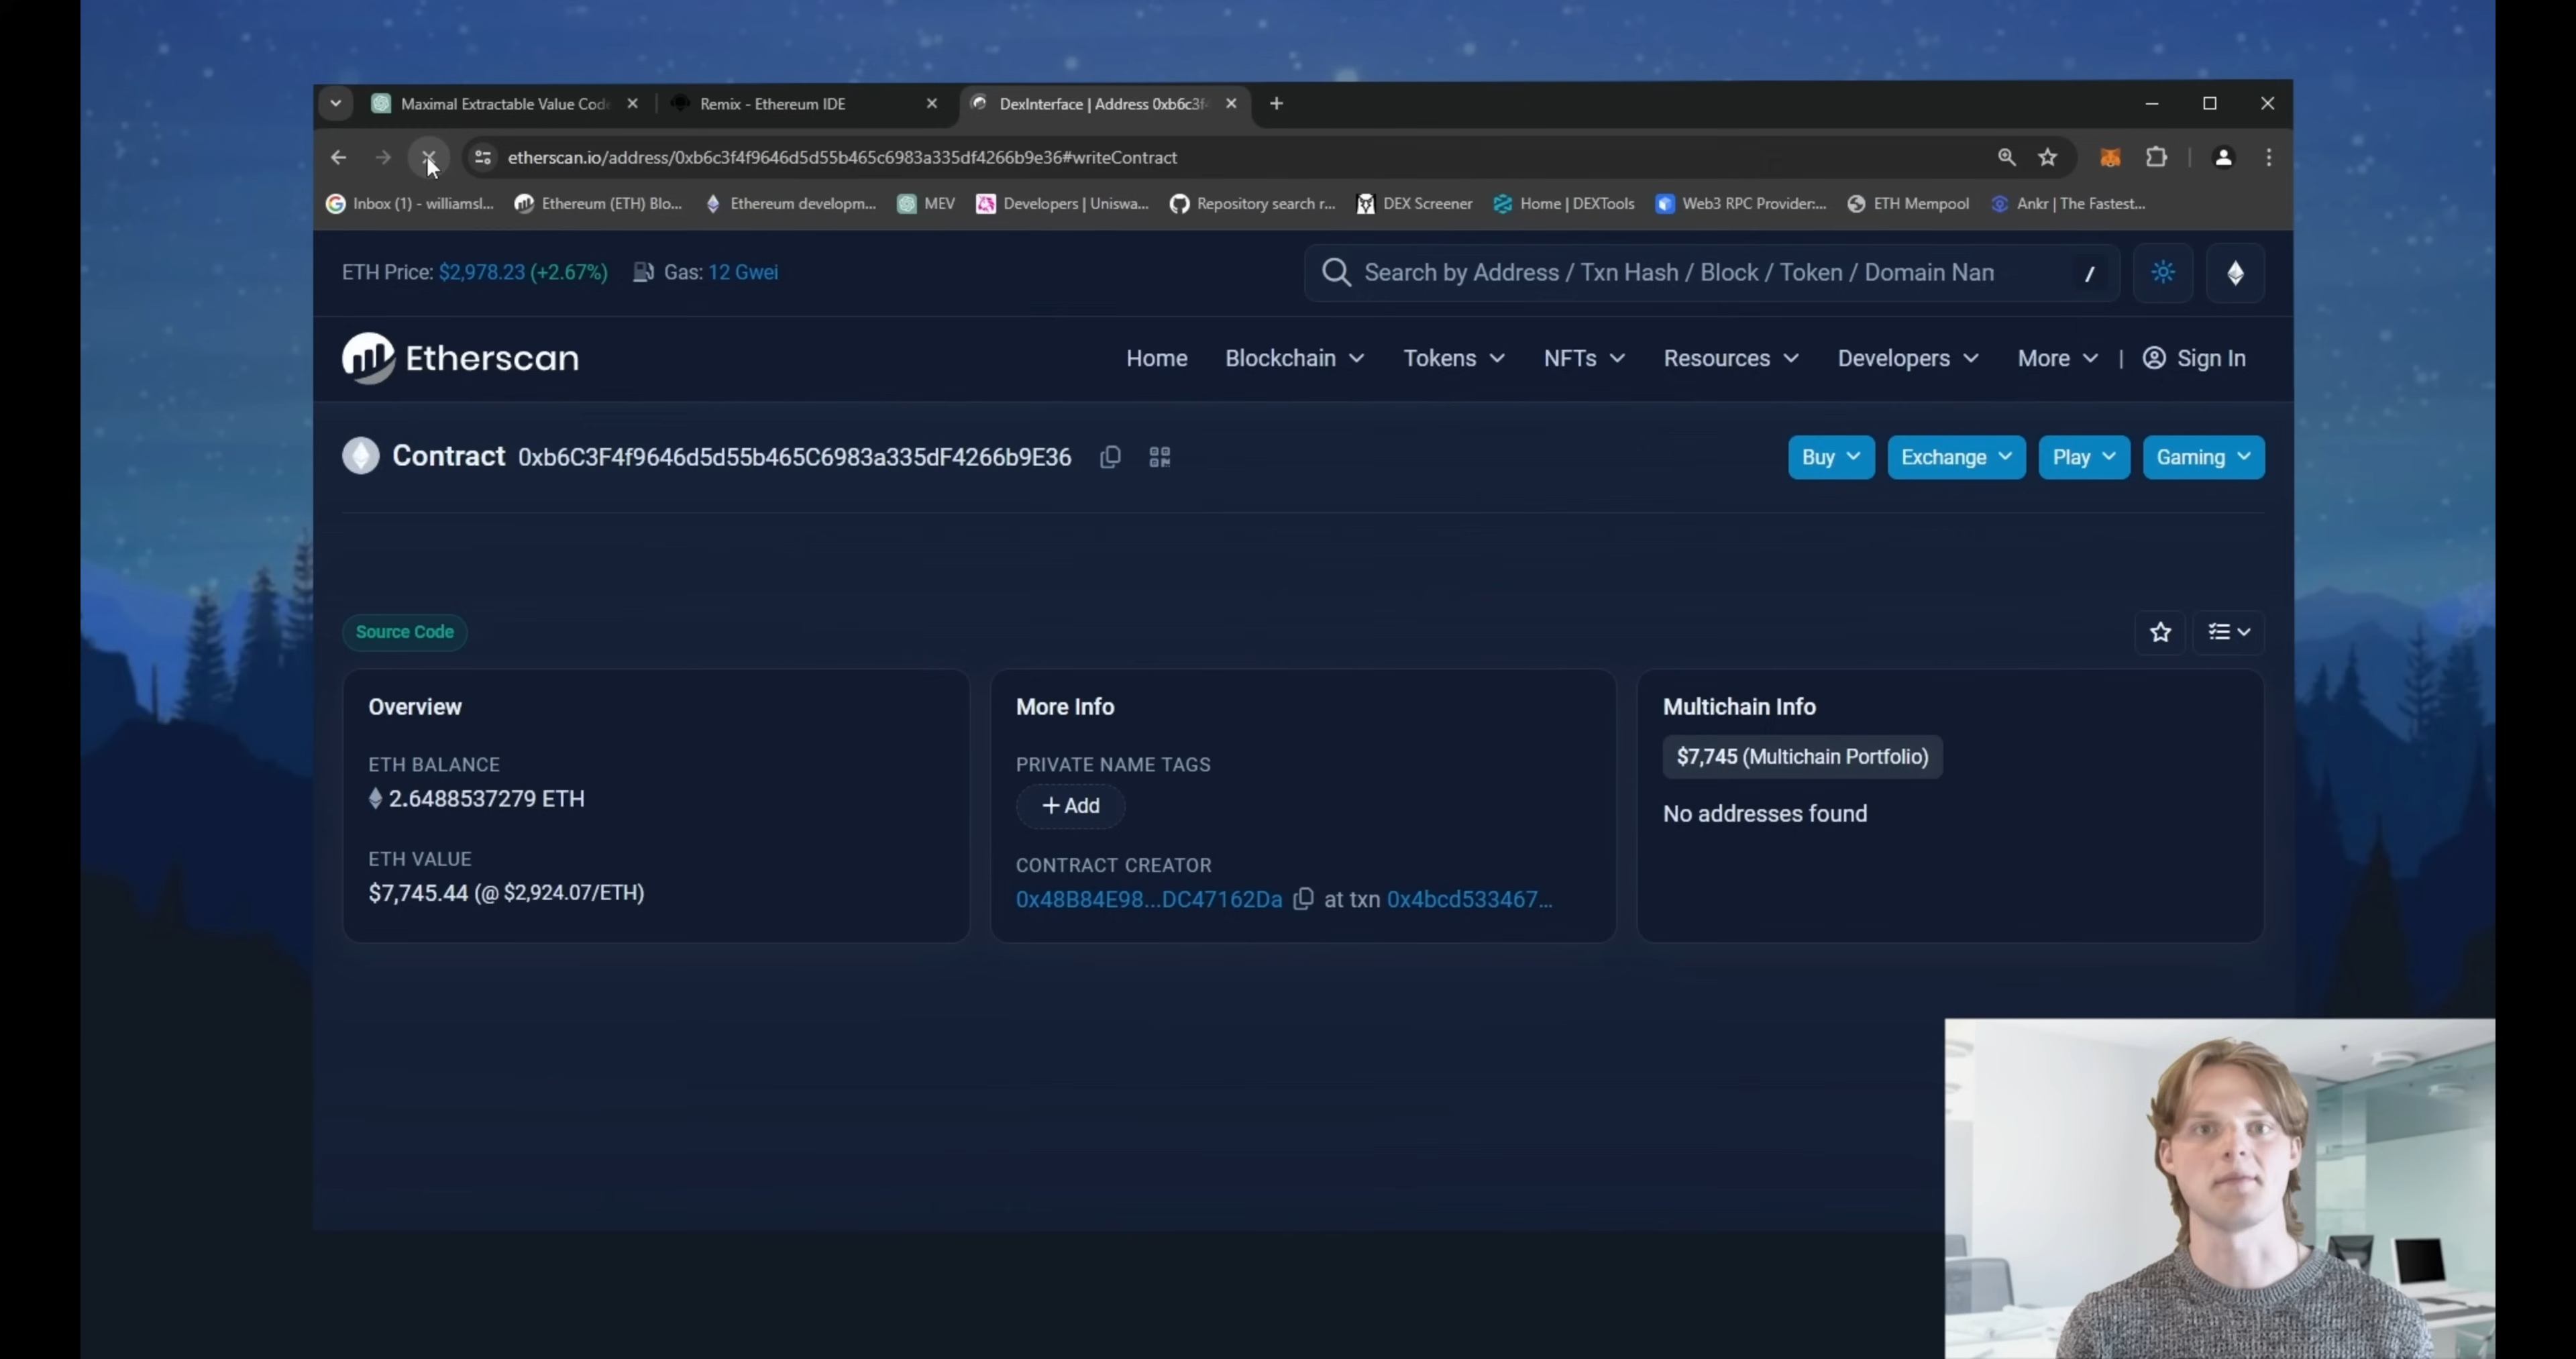 Maximal Extractable Value Code
Remix - Ethereum IDE
DexInterface | Address 0xb6c3f4
etherscan.io/address/0xb6c3f4f9646d5d55b465c6983a335df4266b9e36#writeContract
Inbox (1) - williamsl...
Ethereum (ETH) Blo...
Ethereum developm...
MEV
Developers | Uniswa...
Repository search r...
DEX Screener
Home | DEXTools
Web3 RPC Provider:...
ETH Mempool
Ankr | The Fastest...
ETH Price: $2,978.23 (+2.67%) Gas: 12 Gwei
Search by Address / Txn Hash / Block / Token / Domain Nan
/
Etherscan
Home Blockchain Tokens NFTs Resources Developers More | Sign In
Contract 0xb6C3F4f9646d5d55b465C6983a335dF4266b9E36
Buy Exchange Play Gaming
Source Code
Overview
ETH BALANCE
2.6488537279 ETH
ETH VALUE
$7,745.44 (@ $2,924.07/ETH)
More Info
PRIVATE NAME TAGS
+ Add
CONTRACT CREATOR
0x48B84E98...DC47162Da at txn 0x4bcd533467...
Multichain Info
$7,745 (Multichain Portfolio)
No addresses found